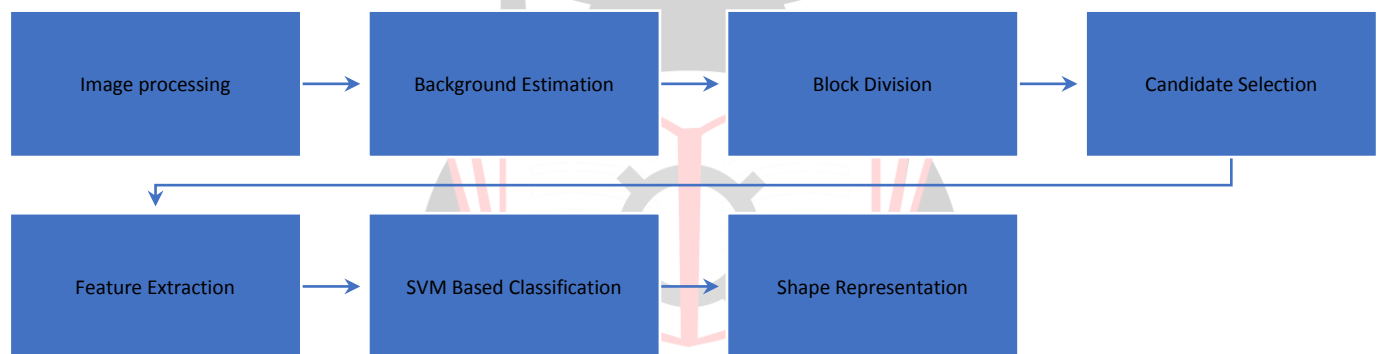 Image processing
Background Estimation
Block Division
Candidate Selection
Feature Extraction
SVM Based Classification
Shape Representation